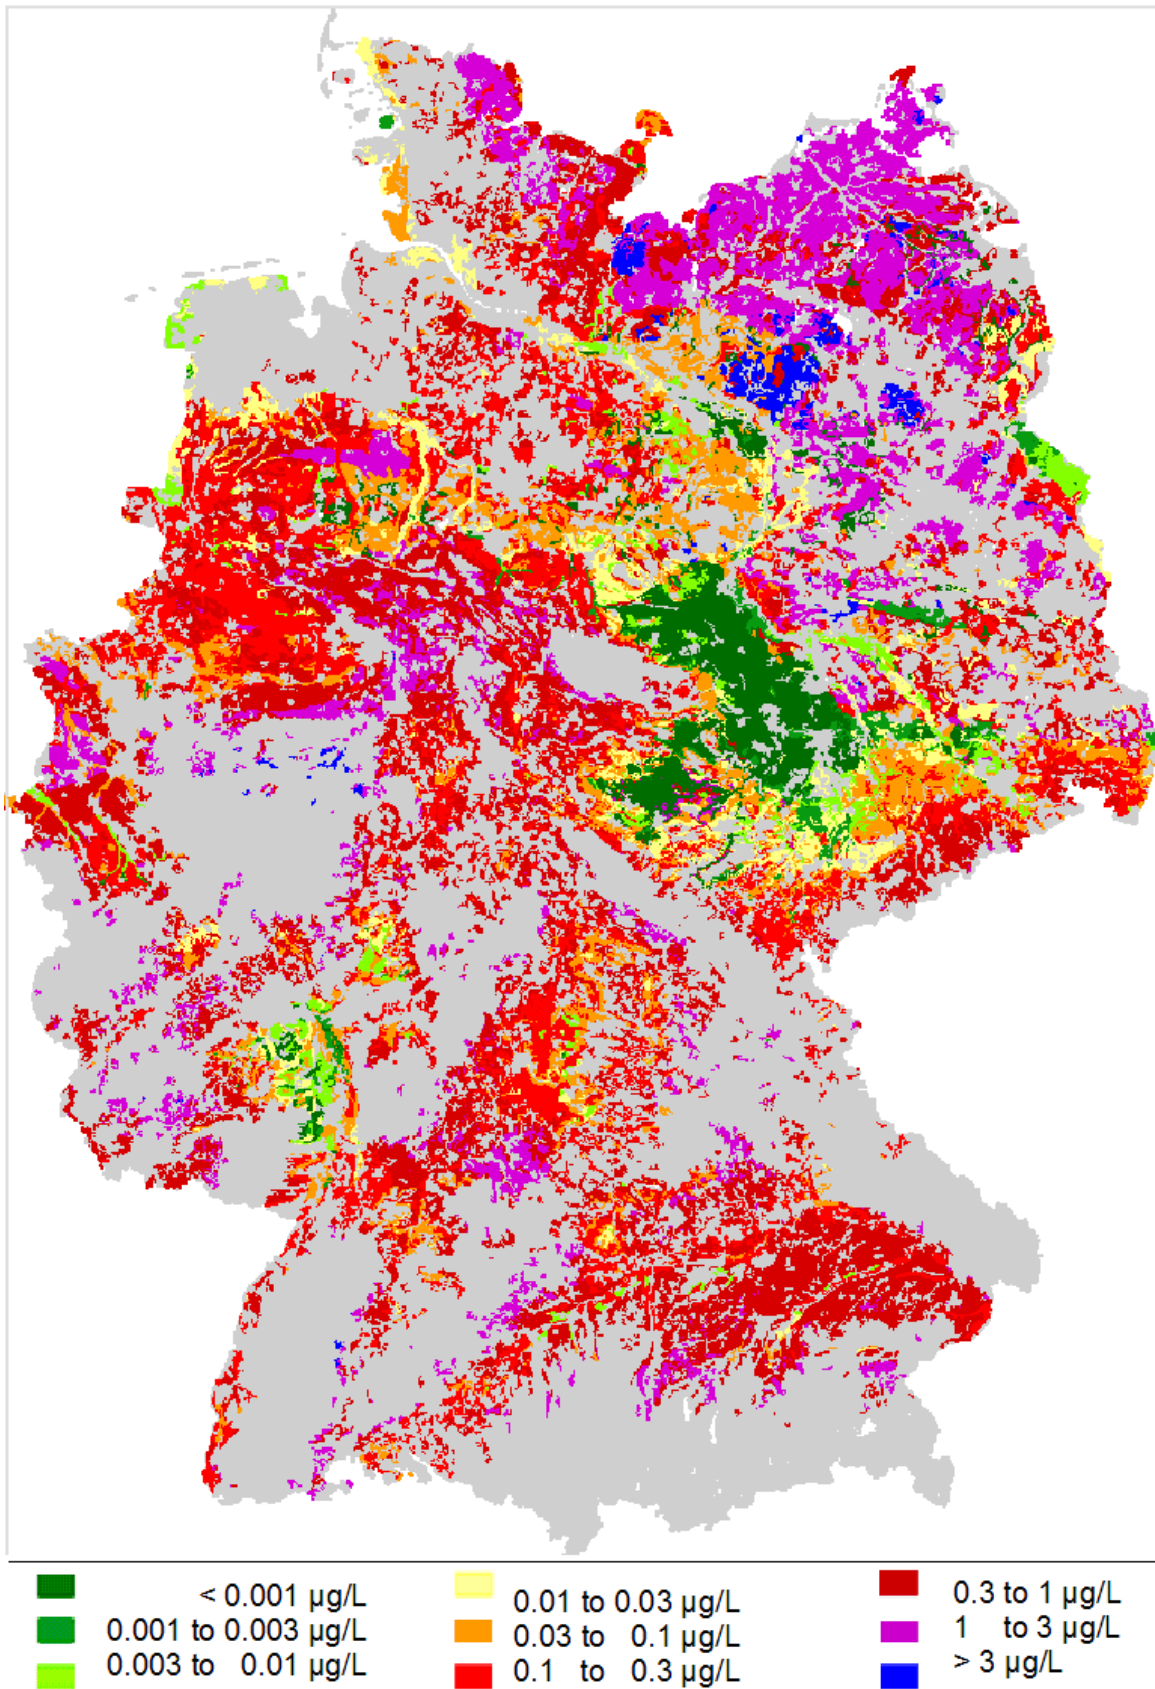 < 0.001 µg/L
0.001 to 0.003 µg/L
0.003 to 0.01 µg/L
0.01 to 0.03 µg/L
0.03 to 0.1 µg/L
0.1 to 0.3 µg/L
0.3 to 1 µg/L
1 to 3 µg/L
> 3 µg/L